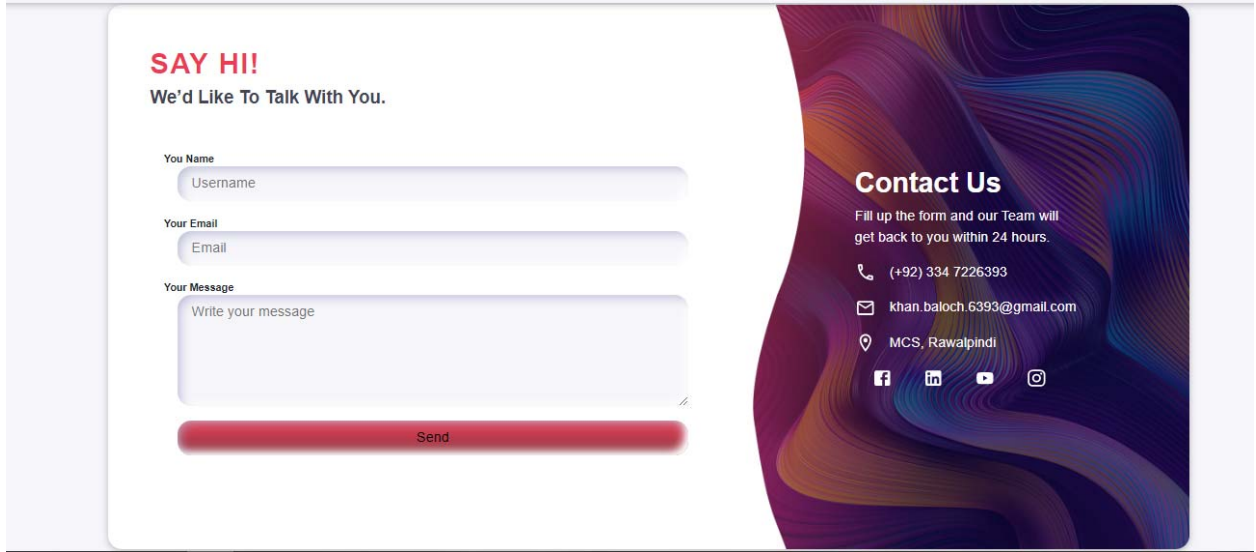 SAY HI!
We'd Like To Talk With You.
You Name
Username
Your Email
Email
Your Message
Write your message
Send
Contact Us
Fill up the form and our Team will
get back to you within 24 hours.
(+92) 334 7226393
khan.baloch.6393@gmail.com
MCS, Rawalpindi